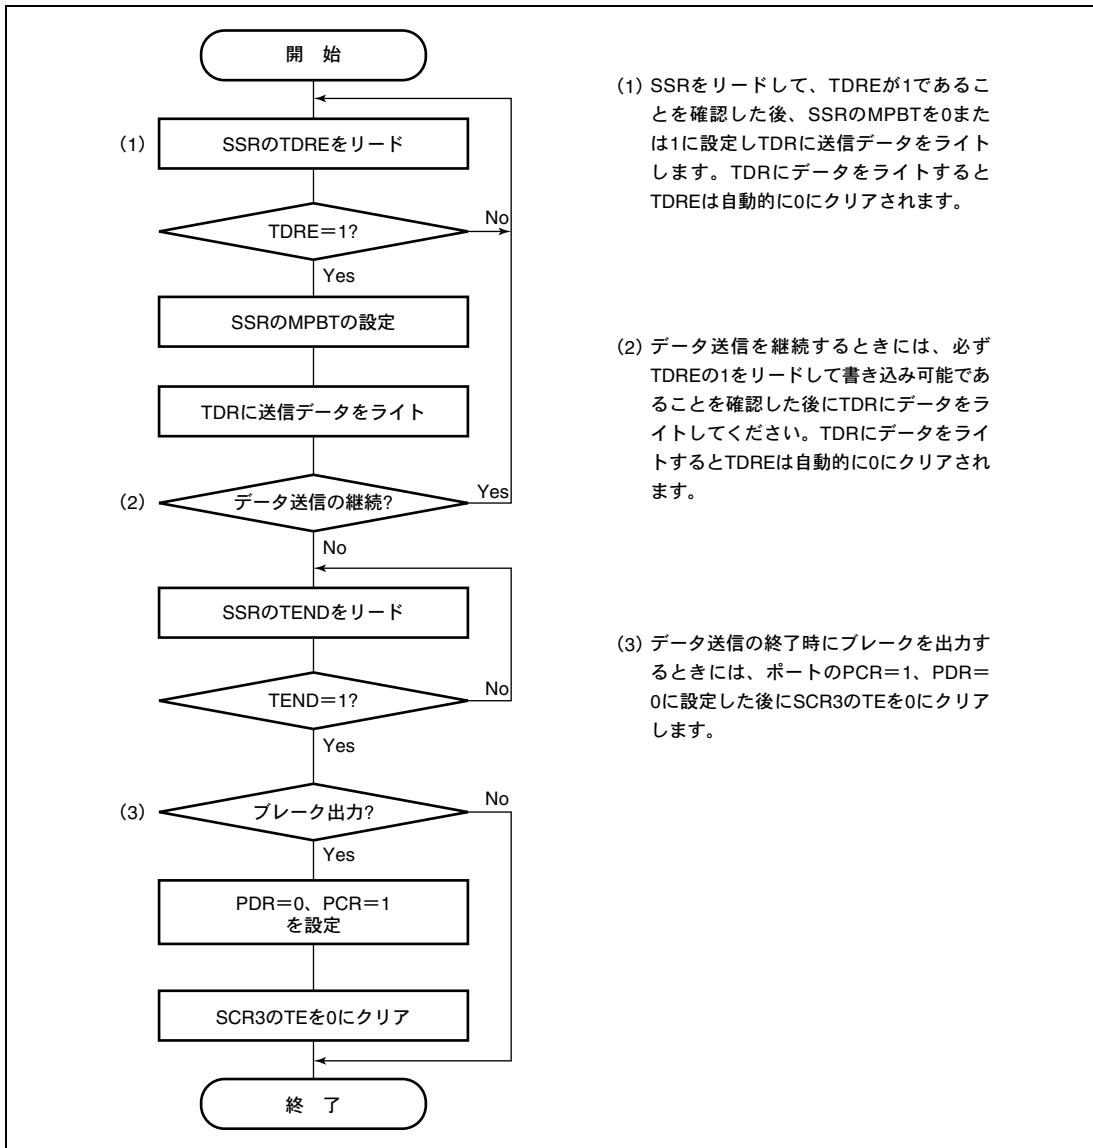 開 始
(1) SSRのTDREをリード
TDRE=1?
No
Yes
SSRのMPBTの設定
TDRに送信データをライト
(2) データ送信の継続?
Yes
No
SSRのTENDをリード
TEND=1?
No
Yes
(3) ブレーク出力?
No
Yes
PDR=0、PCR=1
を設定
SCR3のTEを0にクリア
終 了
(1) SSRをリードして、TDREが1であるこ
とを確認した後、SSRのMPBTを0また
は1に設定しTDRに送信データをライト
します。TDRにデータをライトすると
TDREは自動的に0にクリアされます。
(2) データ送信を継続するときには、必ず
TDREの1をリードして書き込み可能であ
ることを確認した後にTDRにデータをラ
イトしてください。TDRにデータをライ
トするとTDREは自動的に0にクリアされ
ます。
(3) データ送信の終了時にブレークを出力す
るときには、ポートのPCR=1、PDR=
0に設定した後にSCR3のTEを0にクリア
します。